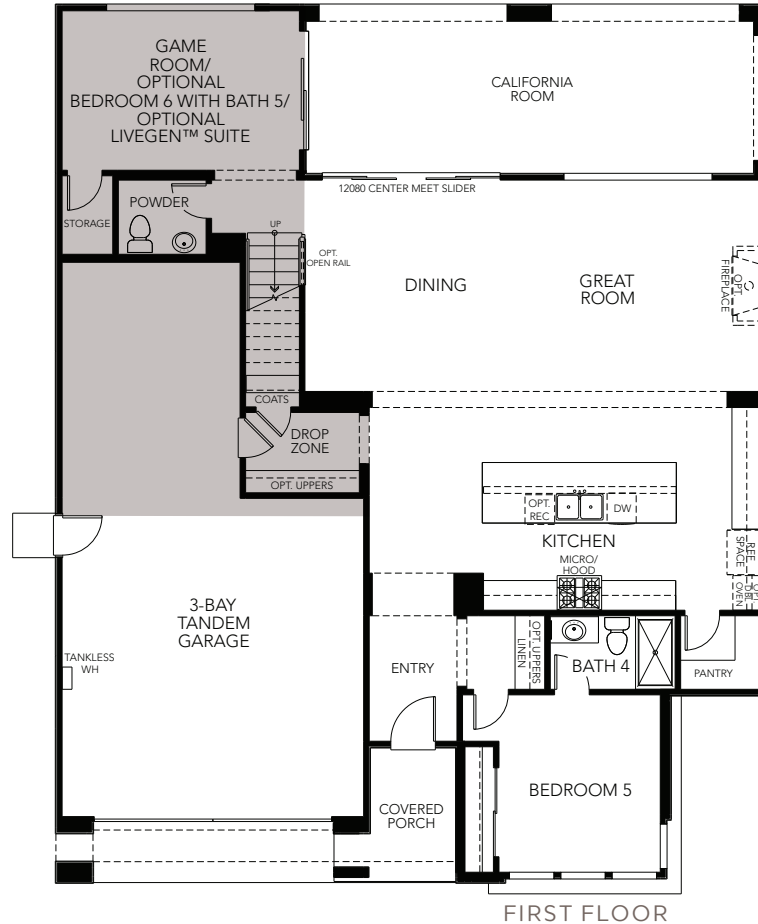 GAME
ROOM/
OPTIONAL
BEDROOM 6 WITH BATH 5/
OPTIONAL
LIVEGEN™ SUITE
CALIFORNIA
ROOM
12080 CENTER MEET SLIDER
POWDER
STORAGE
UP
OPT.
OPEN RAIL
DINING
GREAT
ROOM
OPT.
FIREPLACE
COATS
DROP
ZONE
OPT. UPPERS
OPT.
REC
DW
KITCHEN
MICRO/
HOOD
REF.
SPACE
OPT.
DBL
OVEN
3-BAY
TANDEM
GARAGE
TANKLESS
WH
ENTRY
OPT. UPPERS
LINEN
BATH 4
PANTRY
BEDROOM 5
COVERED
PORCH
FIRST FLOOR